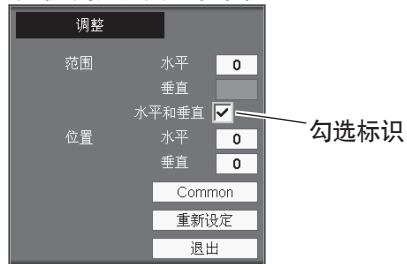 调整
范围 水平 0
垂直
水平和垂直
勾选标识
位置 水平 0
垂直 0
Common
重新设定
退出